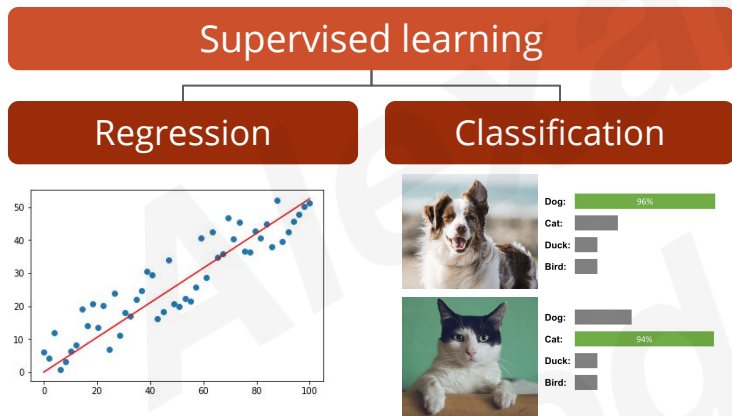 Supervised learning
Regression
Classification
50
40
30
20
10
0
0
20
40
60
80
100
Dog:
96%
Cat:
Duck:
Bird:
Dog:
Cat:
94%
Duck:
Bird: